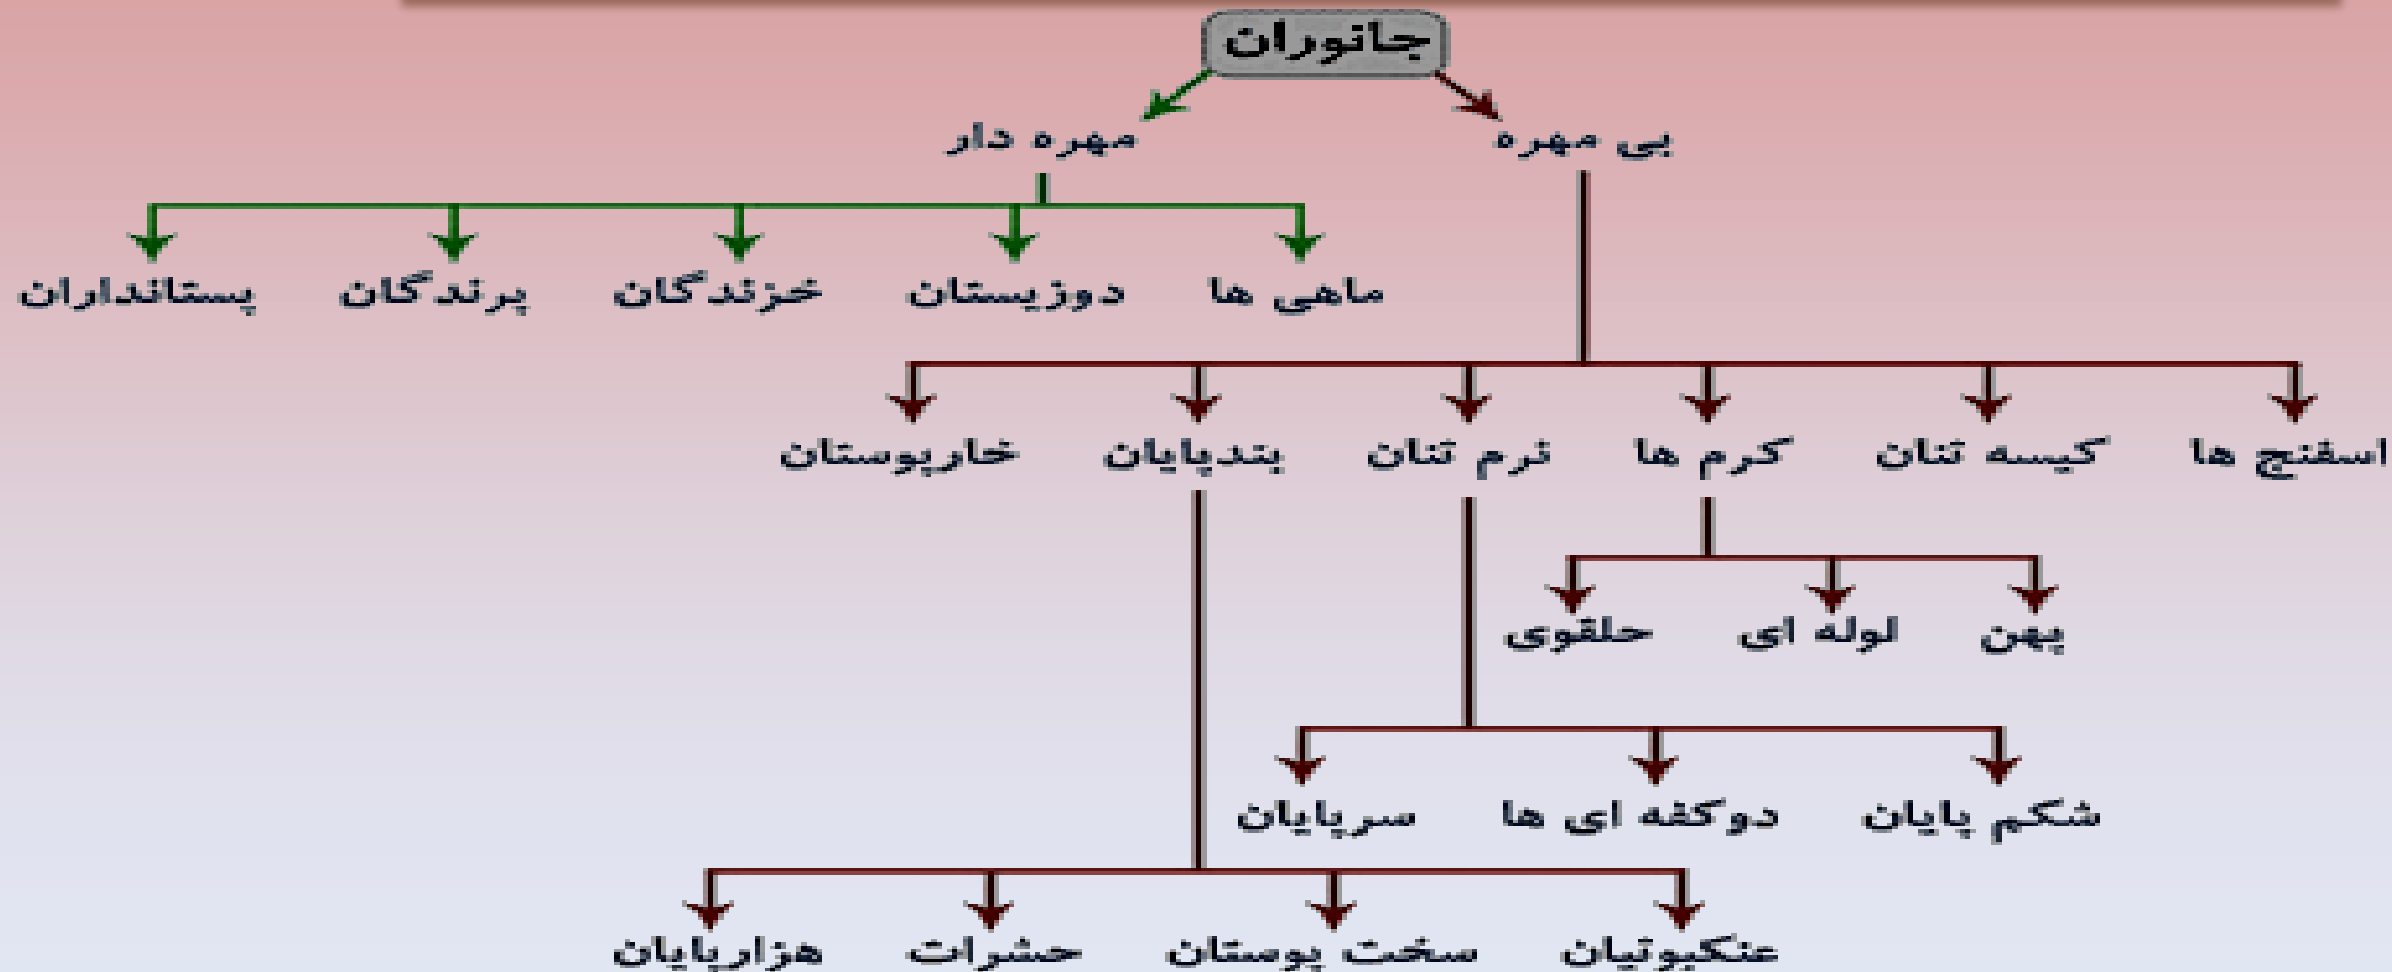 جانوران
بی مهره
مهره دار
ماهی ها
دوزیستان
خزندگان
پرندگان
پستانداران
اسفنج ها
کیسه تنان
کرم ها
نرم تنان
بندپایان
خارپوستان
پهن
لوله ای
حلقوی
شکم پایان
دوکفه ای ها
سرپایان
عنکبوتیان
سخت پوستان
حشرات
هزارپایان